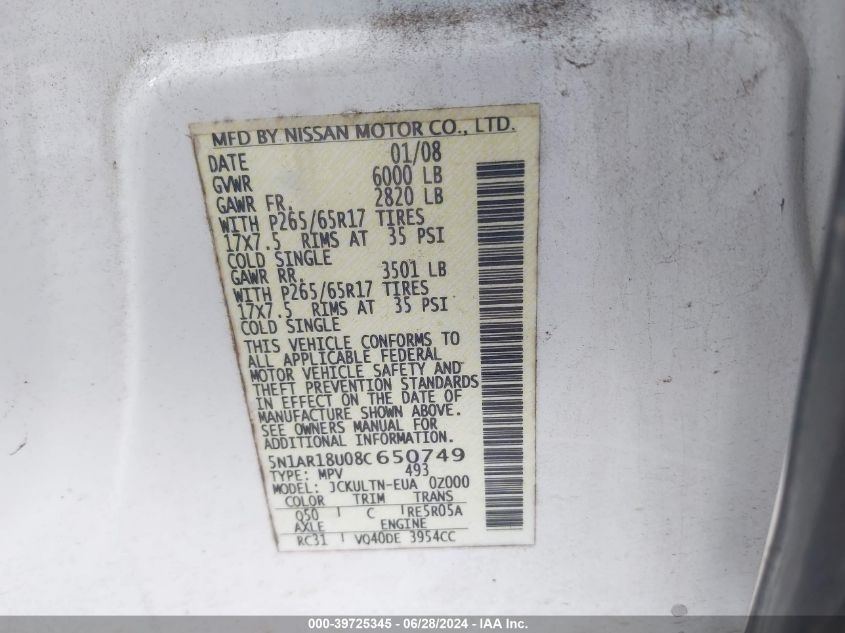 MFD BY NISSAN MOTOR CO., LTD.
DATE 01/08
GVWR 6000 LB
GAWR FR. 2820 LB
WITH P265/65R17 TIRES
17X7.5 RIMS AT 35 PSI
COLD SINGLE
GAWR RR. 3501 LB
WITH P265/65R17 TIRES
17X7.5 RIMS AT 35 PSI
COLD SINGLE
THIS VEHICLE CONFORMS TO
ALL APPLICABLE FEDERAL
MOTOR VEHICLE SAFETY AND
THEFT PREVENTION STANDARDS
IN EFFECT ON THE DATE OF
MANUFACTURE SHOWN ABOVE.
SEE OWNERS MANUAL FOR
ADDITIONAL INFORMATION.
5N1AR18U08C650749
TYPE: MPV 493
MODEL: JCKULTN-EUA 0Z000
COLOR TRIM TRANS
Q50 C RE5R05A
AXLE ENGINE
RC31 VQ40DE 3954CC
000-39725345 - 06/28/2024 - IAA Inc.